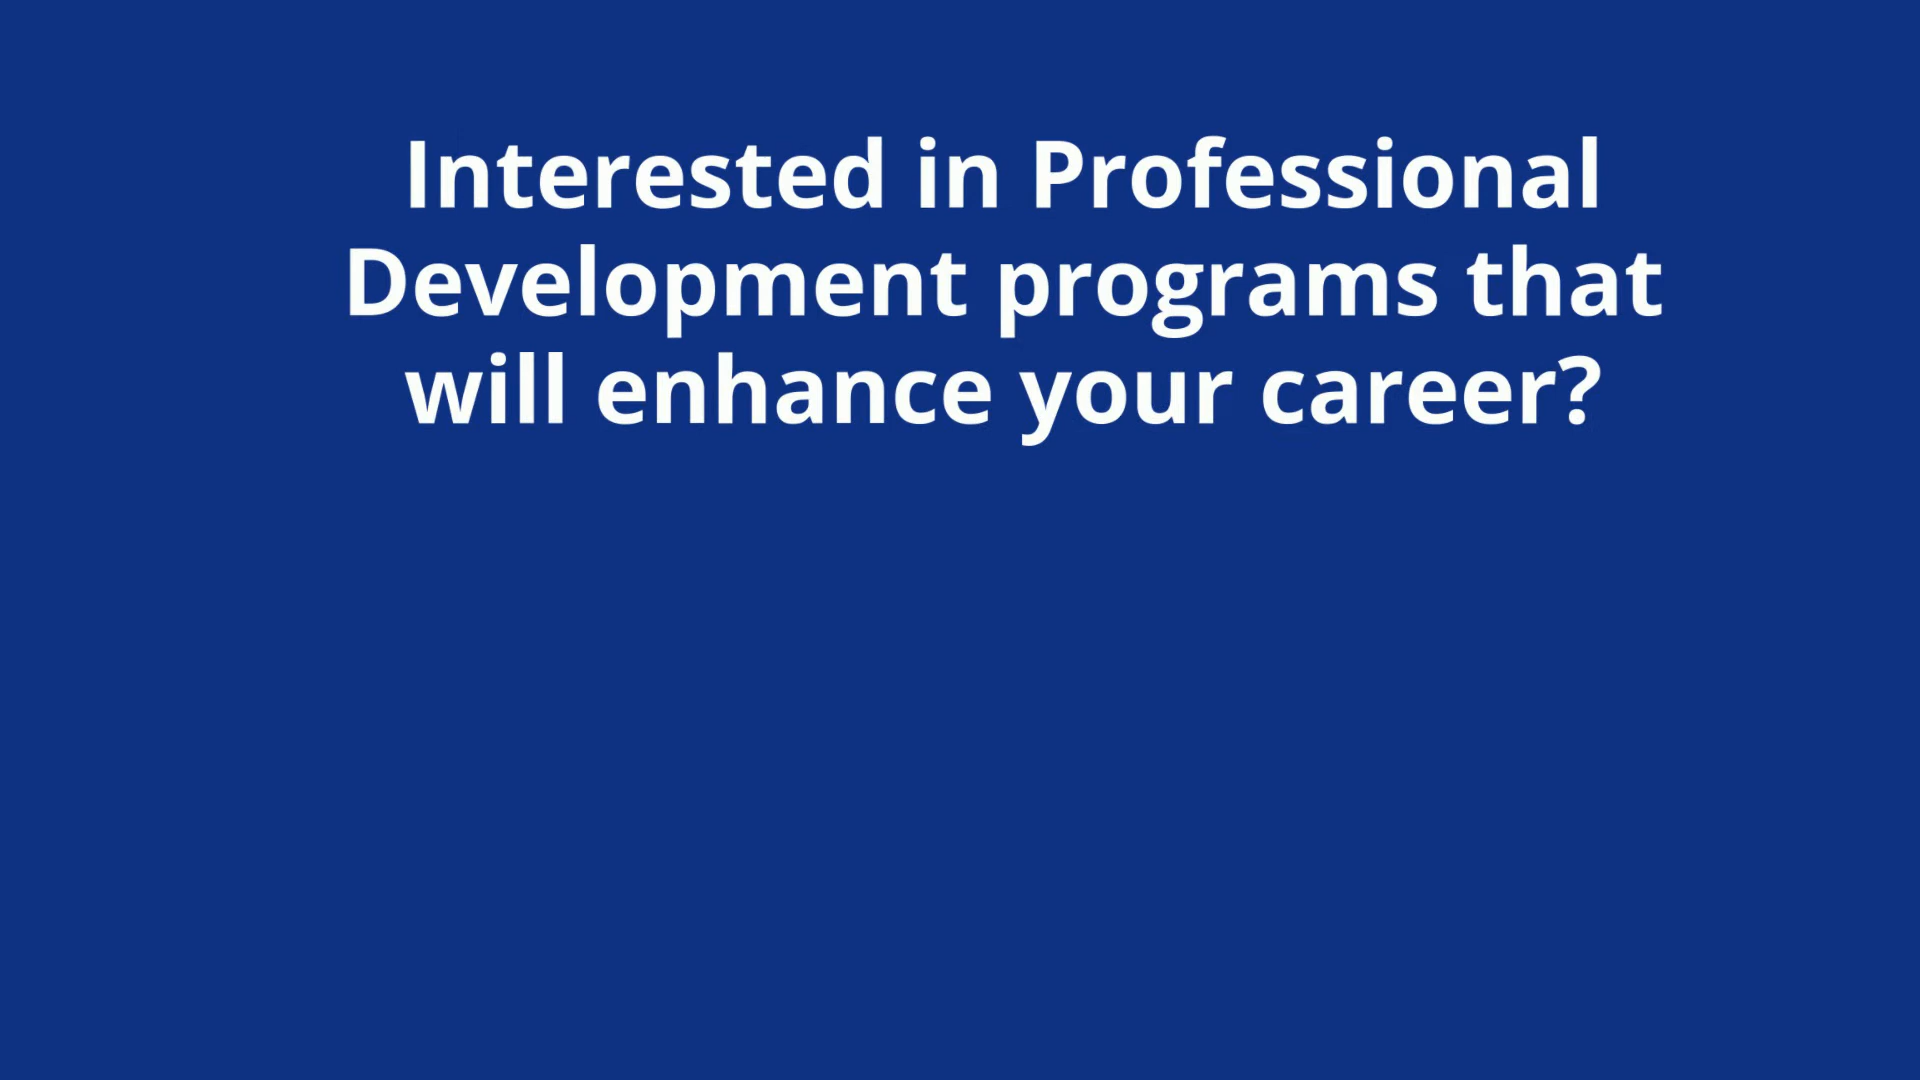 Interested in Professional
Development programs that
will enhance your career?